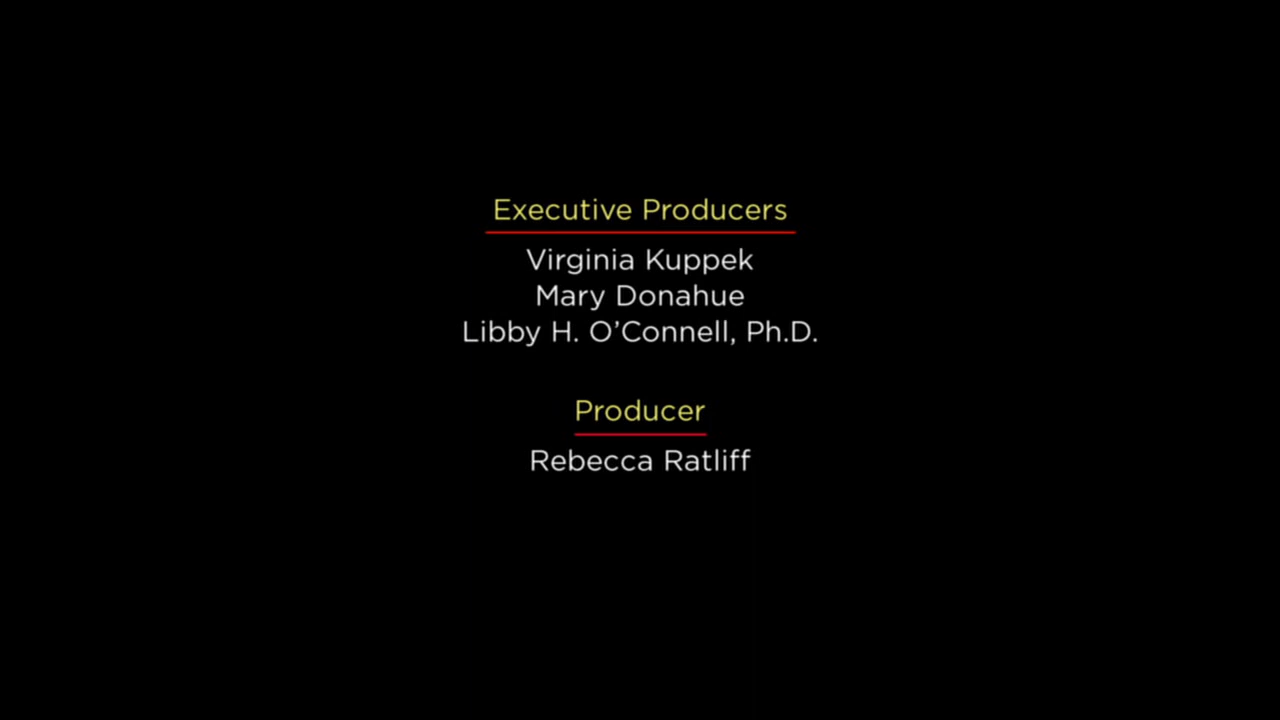 Executive Producers
Virginia Kuppek
Mary Donahue
Libby H. O’Connell, Ph.D.
Producer
Rebecca Ratliff